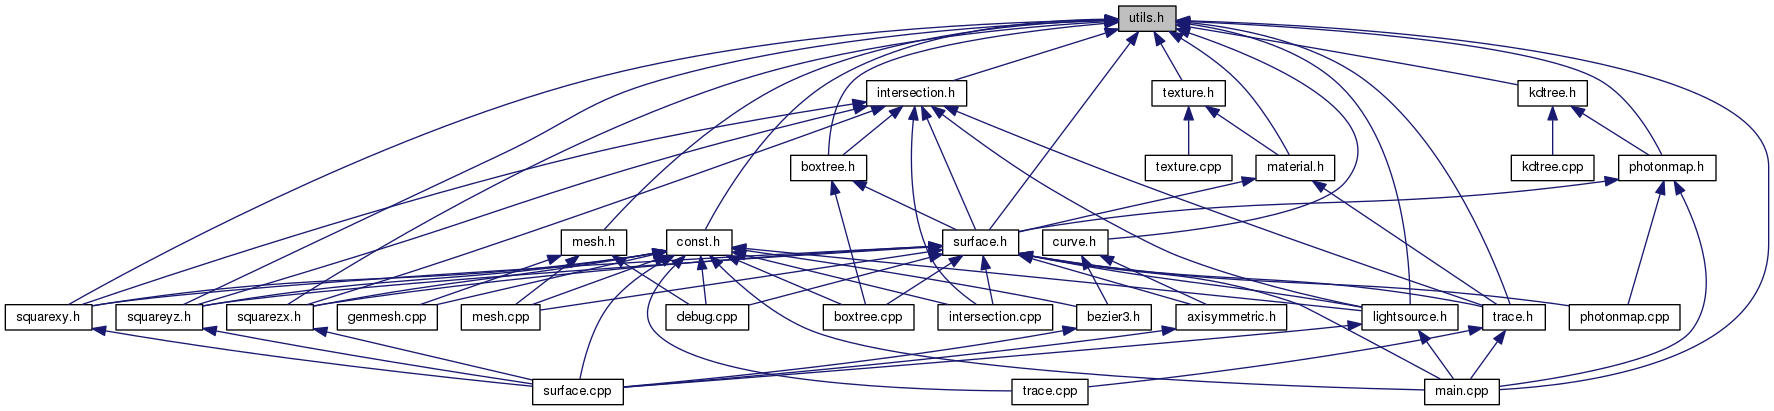 utils.h
intersection.h
texture.h
kdtree.h
boxtree.h
texture.cpp
material.h
kdtree.cpp
photonmap.h
mesh.h
const.h
surface.h
curve.h
squarexy.h
squareyz.h
squarezx.h
genmesh.cpp
mesh.cpp
debug.cpp
boxtree.cpp
intersection.cpp
bezier3.h
axisymmetric.h
lightsource.h
trace.h
photonmap.cpp
surface.cpp
trace.cpp
main.cpp